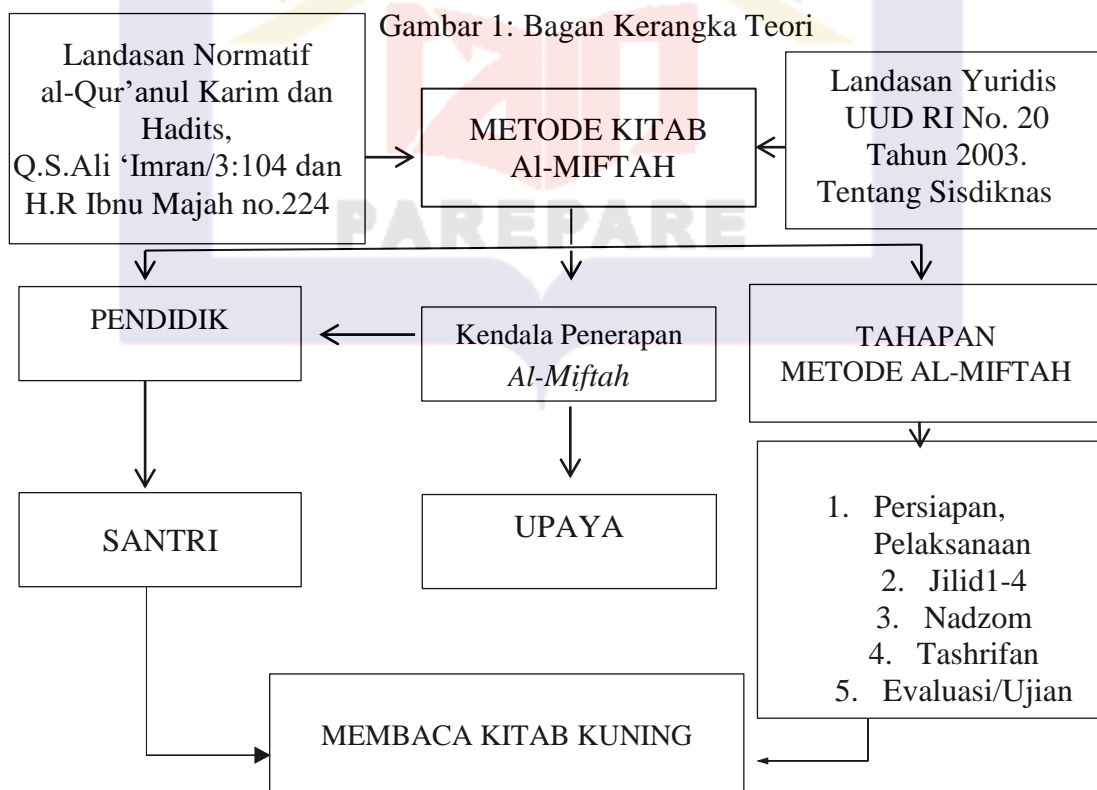 Gambar 1: Bagan Kerangka Teori
Landasan Normatif
al-Qur’anul Karim dan
Hadits,
Q.S.Ali ‘Imran/3:104 dan
H.R Ibnu Majah no.224
METODE KITAB
Al-MIFTAH
Landasan Yuridis
UUD RI No. 20
Tahun 2003.
Tentang Sisdiknas
PAREPARE
PENDIDIK
Kendala Penerapan
Al-Miftah
TAHAPAN
METODE AL-MIFTAH
SANTRI
UPAYA
1. Persiapan,
Pelaksanaan
2. Jilid1-4
3. Nadzom
4. Tashrifan
5. Evaluasi/Ujian
MEMBACA KITAB KUNING